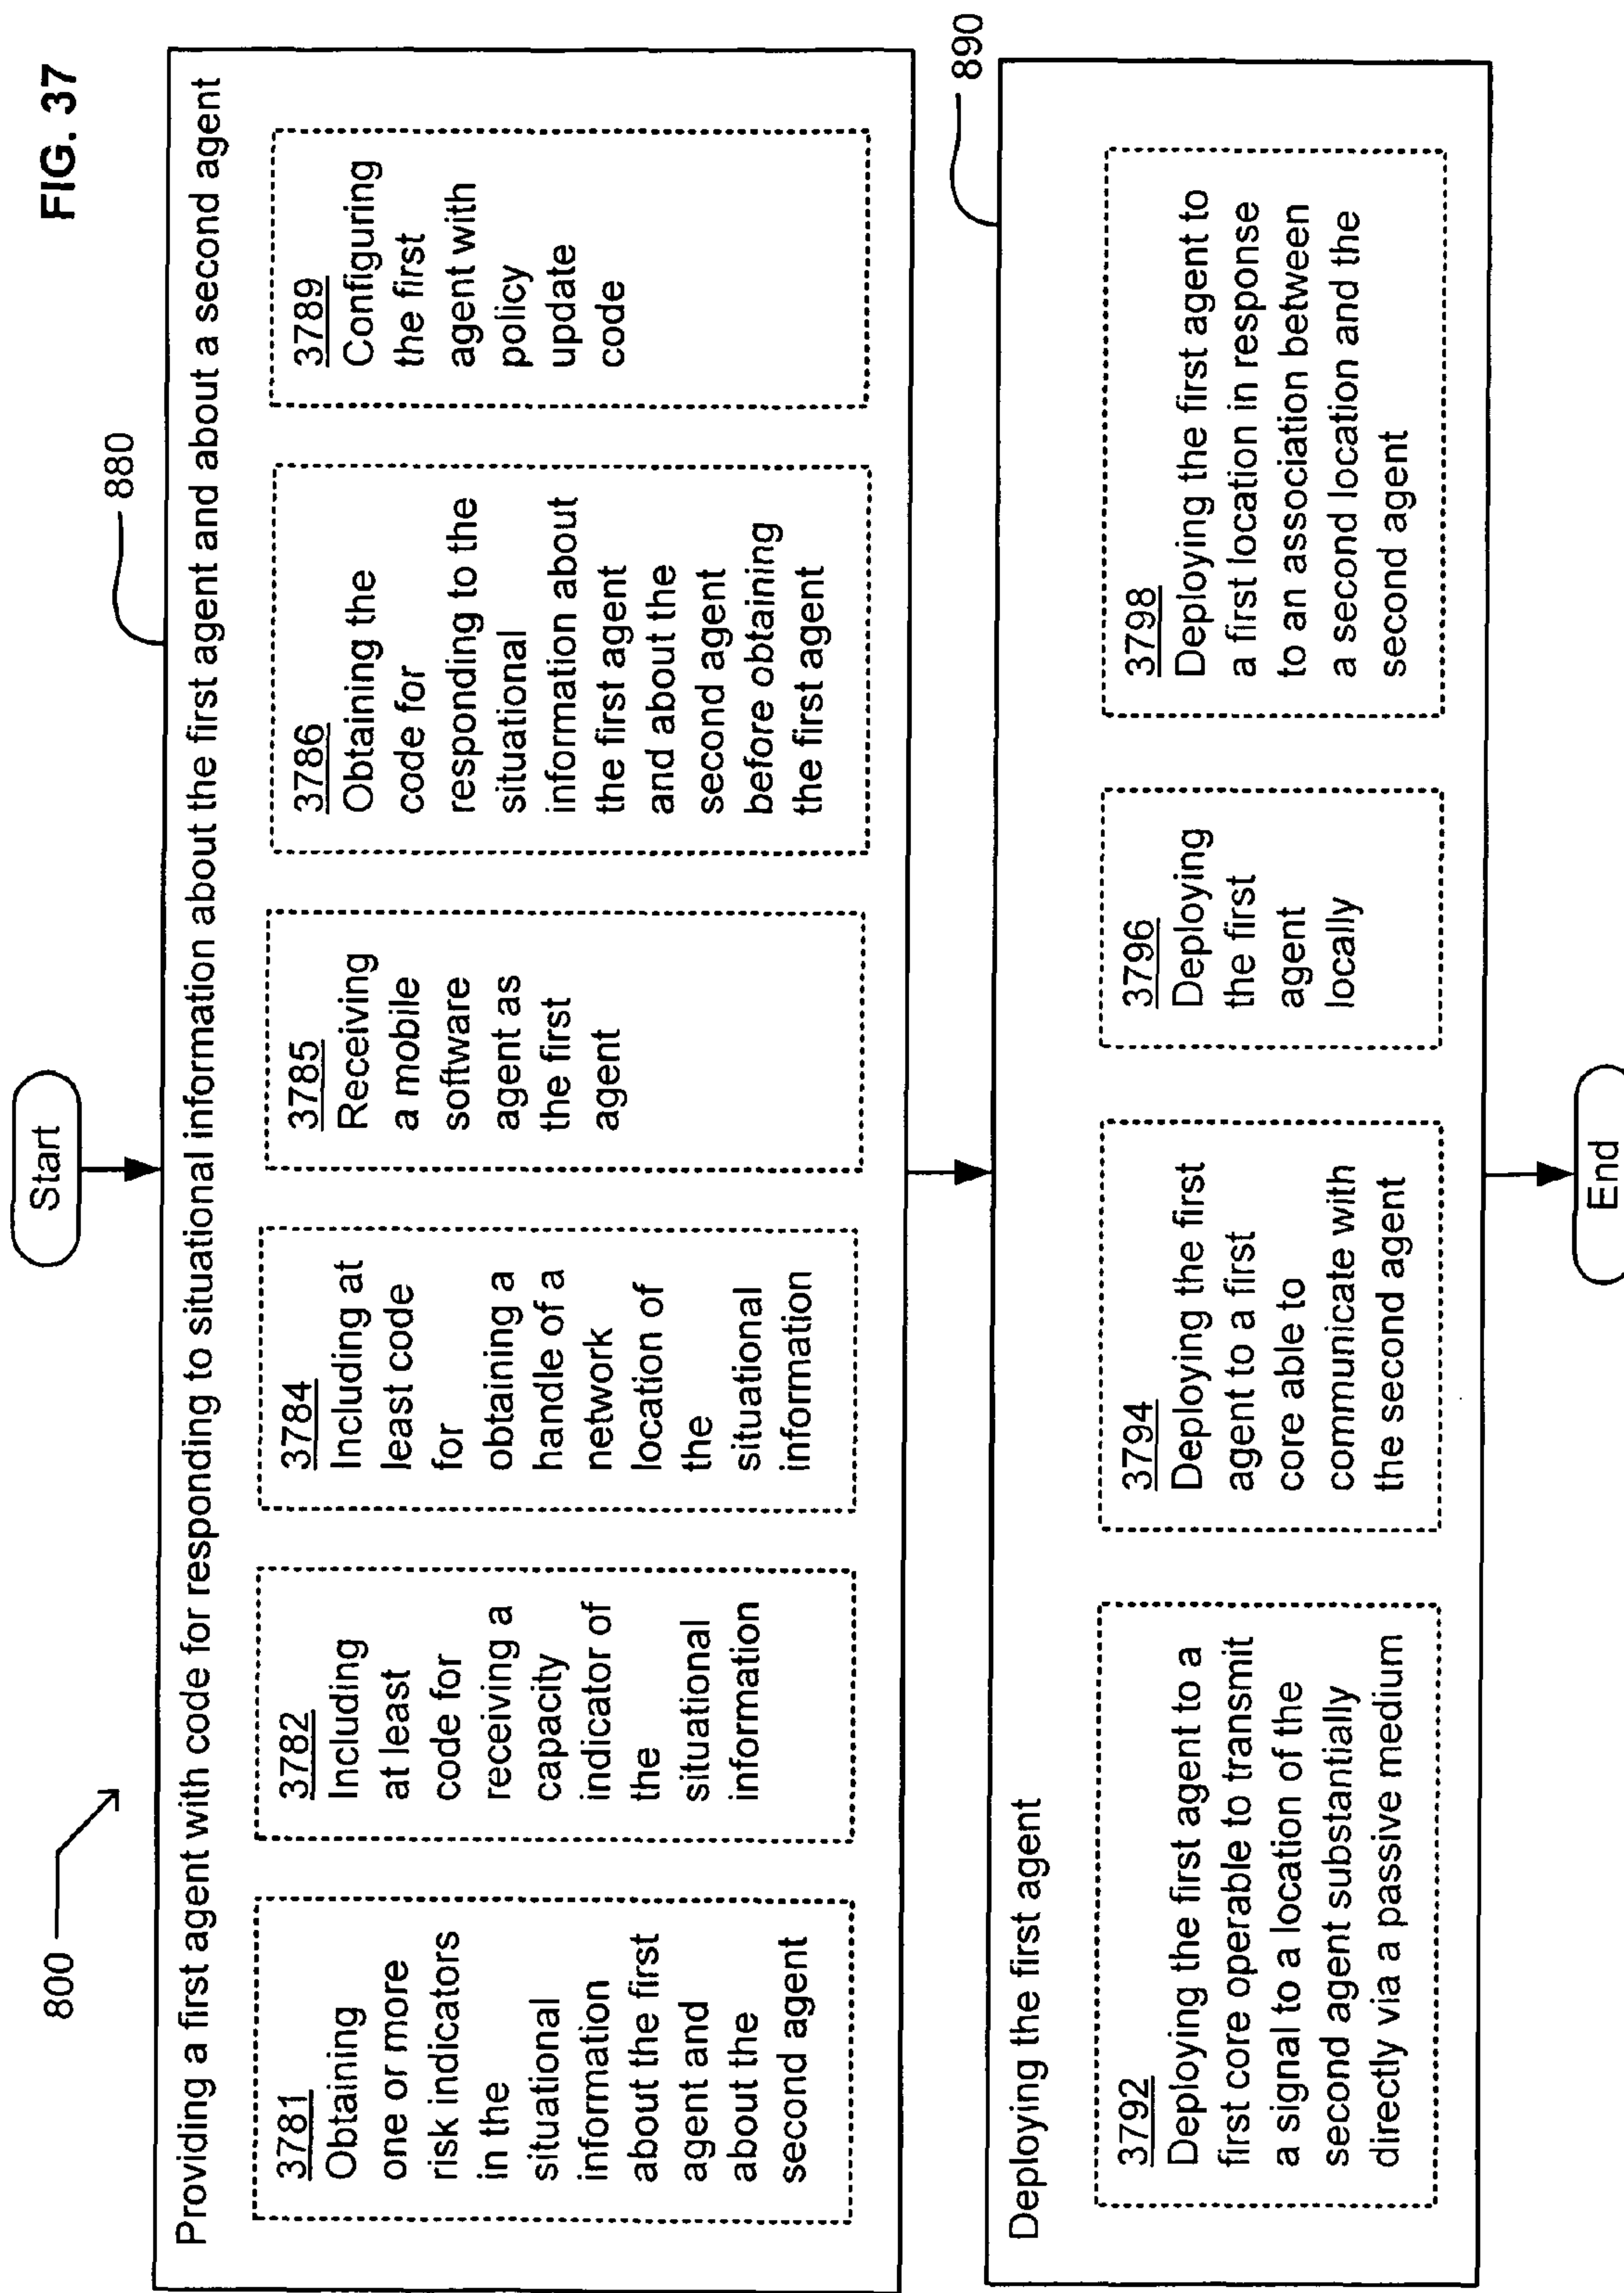 FIG. 37
800
Start
880
Providing a first agent with code for responding to situational information about the first agent and about a second agent
3781
Obtaining
one or more
risk indicators
in the
situational
information
about the first
agent and
about the
second agent
3782
Including
at least
code for
receiving a
capacity
indicator of
the
situational
information
3784
Including at
least code
for
obtaining a
handle of a
network
location of
the
situational
information
3785
Receiving
a mobile
software
agent as
the first
agent
3786
Obtaining the
code for
responding to the
situational
information about
the first agent
and about the
second agent
before obtaining
the first agent
3789
Configuring
the first
agent with
policy
update
code
890
Deploying the first agent
3792
Deploying the first agent to a
first core operable to transmit
a signal to a location of the
second agent substantially
directly via a passive medium
3794
Deploying the first
agent to a first
core able to
communicate with
the second agent
3796
Deploying
the first
agent
locally
3798
Deploying the first agent to
a first location in response
to an association between
a second location and the
second agent
End